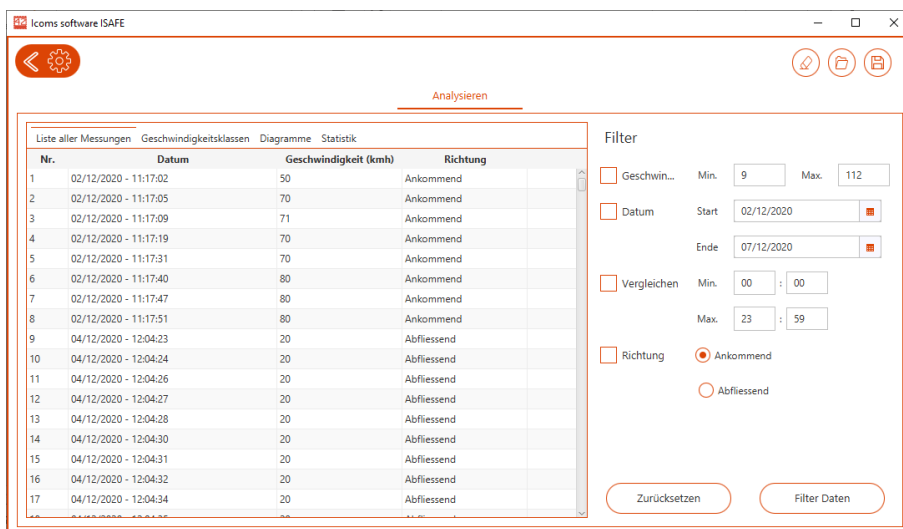 Icoms software ISAFE
Analysieren
Liste aller Messungen Geschwindigkeitsklassen Diagramme Statistik
Nr. Datum Geschwindigkeit (kmh) Richtung
1 02/12/2020 - 11:17:02 50 Ankommend
2 02/12/2020 - 11:17:05 70 Ankommend
3 02/12/2020 - 11:17:09 71 Ankommend
4 02/12/2020 - 11:17:19 70 Ankommend
5 02/12/2020 - 11:17:31 70 Ankommend
6 02/12/2020 - 11:17:40 80 Ankommend
7 02/12/2020 - 11:17:47 80 Ankommend
8 02/12/2020 - 11:17:51 80 Ankommend
9 04/12/2020 - 12:04:23 20 Abfliessend
10 04/12/2020 - 12:04:24 20 Abfliessend
11 04/12/2020 - 12:04:26 20 Abfliessend
12 04/12/2020 - 12:04:27 20 Abfliessend
13 04/12/2020 - 12:04:28 20 Abfliessend
14 04/12/2020 - 12:04:30 20 Abfliessend
15 04/12/2020 - 12:04:31 20 Abfliessend
16 04/12/2020 - 12:04:32 20 Abfliessend
17 04/12/2020 - 12:04:34 20 Abfliessend
Filter
Geschwin... Min. 9 Max. 112
Datum Start 02/12/2020
Ende 07/12/2020
Vergleichen Min. 00 : 00
Max. 23 : 59
Richtung Ankommend
Abfliessend
Zurücksetzen Filter Daten